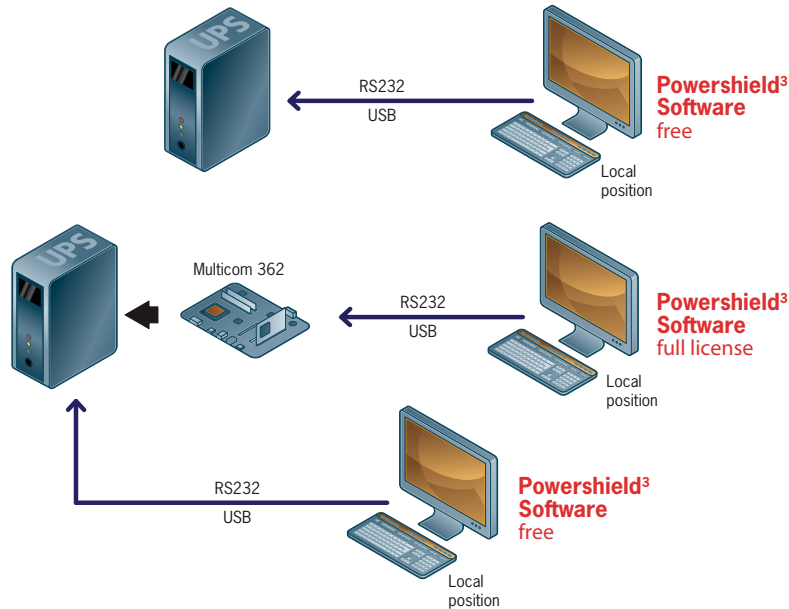 UPS
RS232
USB
Powershield³
Software
free
Local
position
UPS
Multicom 362
RS232
USB
Powershield³
Software
full license
Local
position
RS232
USB
Powershield³
Software
free
Local
position